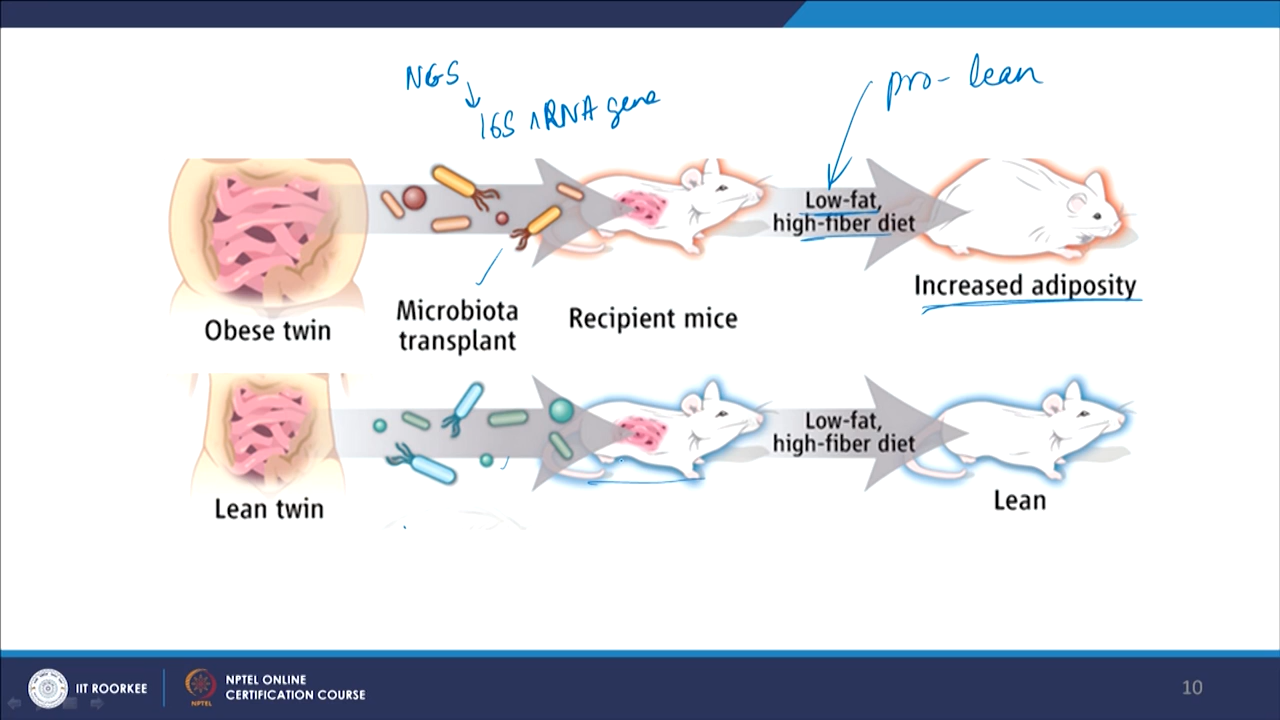 NGS
16S rRNA gene
pro-lean
Low-fat,
high-fiber diet
Increased adiposity
Obese twin
Microbiota
transplant
Recipient mice
Low-fat,
high-fiber diet
Lean twin
Lean
IIT ROORKEE
NPTEL ONLINE
CERTIFICATION COURSE
NPTEL
10